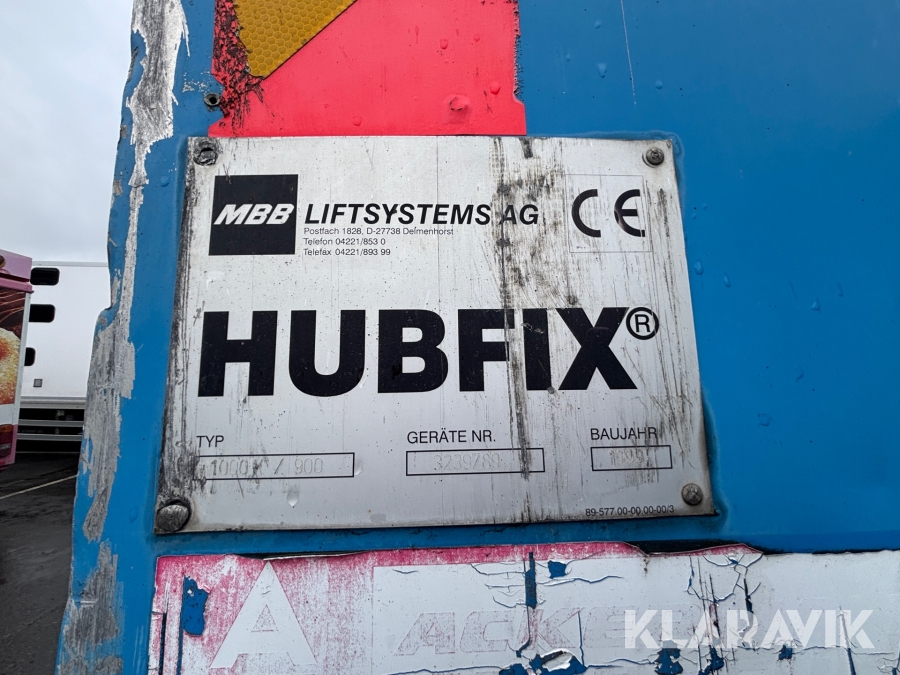 MBB LIFTSYSTEMS AG CE
Postfach 1828, D-27738 Delmenhorst
Telefon 04221/853 0
Telefax 04221/893 99
HUBFIX®
TYP GERÄTE NR. BAUJAHR
/ 900
89-577.00-00.00-00/3
A
KLARAVIK